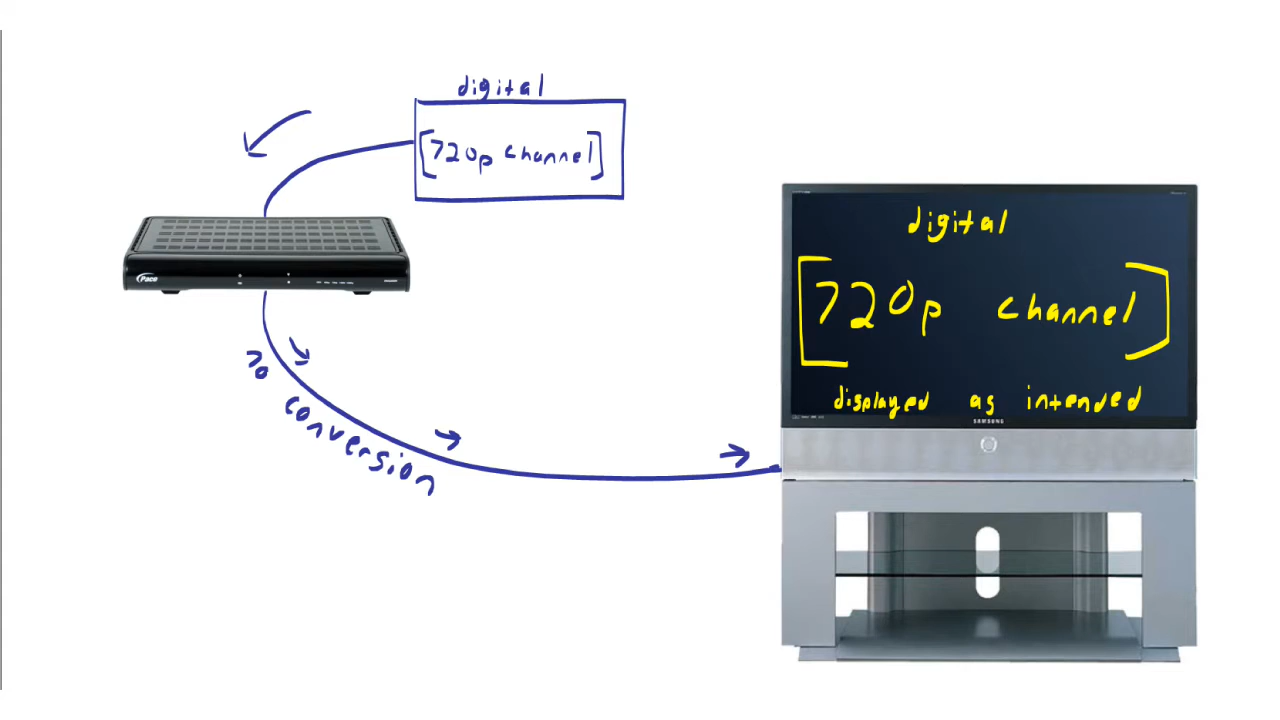 digital
[720p channel]
Pace
no conversion
digital
[720p channel]
displayed as intended
SAMSUNG